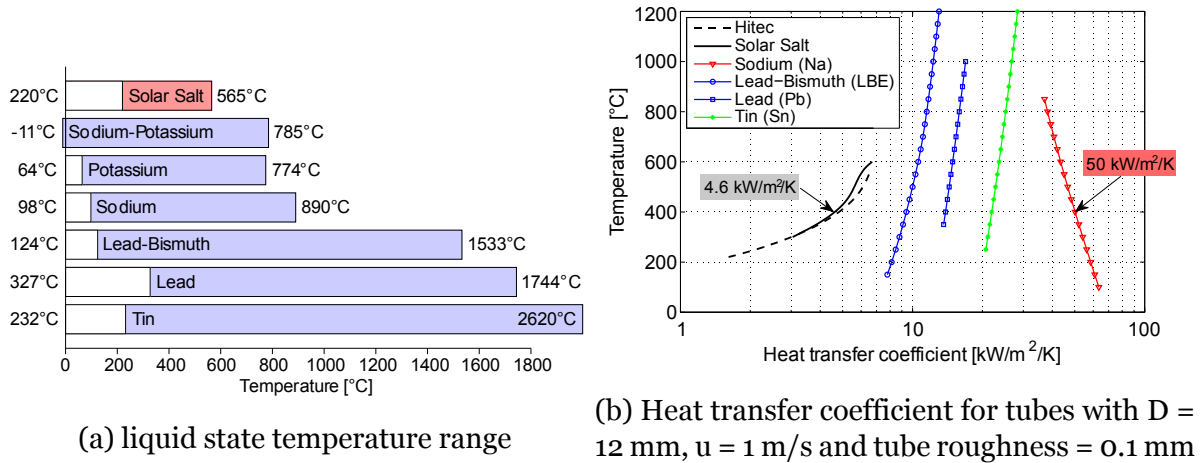 220°C Solar Salt 565°C
-11°C Sodium-Potassium 785°C
64°C Potassium 774°C
98°C Sodium 890°C
124°C Lead-Bismuth 1533°C
327°C Lead 1744°C
232°C Tin 2620°C
0 200 400 600 800 1000 1200 1400 1600 1800
Temperature [°C]
(a) liquid state temperature range
Hitec
Solar Salt
Sodium (Na)
Lead-Bismuth (LBE)
Lead (Pb)
Tin (Sn)
1200
1000
800
600
400
200
0
Temperature [°C]
4.6 kW/m²/K
50 kW/m²/K
1 10 100
Heat transfer coefficient [kW/m²/K]
(b) Heat transfer coefficient for tubes with D =
12 mm, u = 1 m/s and tube roughness = 0.1 mm